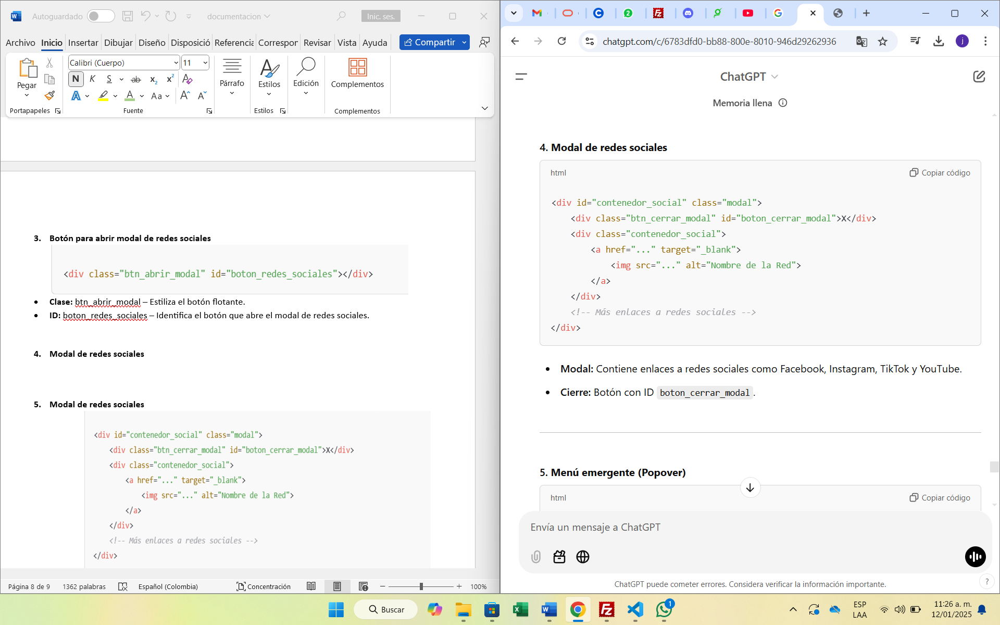 Autoguardado
documentacion
Inic. ses.
Archivo
Inicio
Insertar
Dibujar
Diseño
Disposició
Referencia
Correspor
Revisar
Vista
Ayuda
Compartir
Pegar
Calibri (Cuerpo)
11
N
K
S
ab
x₂
x²
A
A
A
Aa
A
A
Párrafo
Estilos
Edición
Complementos
Portapapeles
Fuente
Estilos
Complementos
3. Botón para abrir modal de redes sociales
<div class="btn_abrir_modal" id="boton_redes_sociales"></div>
• Clase: btn_abrir_modal – Estiliza el botón flotante.
• ID: boton_redes_sociales – Identifica el botón que abre el modal de redes sociales.
4. Modal de redes sociales
5. Modal de redes sociales
<div id="contenedor_social" class="modal">
<div class="btn_cerrar_modal" id="boton_cerrar_modal">X</div>
<div class="contenedor_social">
<a href="..." target="_blank">
<img src="..." alt="Nombre de la Red">
</a>
</div>
<!-- Más enlaces a redes sociales -->
</div>
Página 8 de 9
1362 palabras
Español (Colombia)
Concentración
100%
chatgpt.com/c/6783dfd0-bb88-800e-8010-946d29262936
j
ChatGPT
Memoria llena
4. Modal de redes sociales
html
Copiar código
<div id="contenedor_social" class="modal">
<div class="btn_cerrar_modal" id="boton_cerrar_modal">X</div>
<div class="contenedor_social">
<a href="..." target="_blank">
<img src="..." alt="Nombre de la Red">
</a>
</div>
<!-- Más enlaces a redes sociales -->
</div>
• Modal: Contiene enlaces a redes sociales como Facebook, Instagram, TikTok y YouTube.
• Cierre: Botón con ID boton_cerrar_modal.
5. Menú emergente (Popover)
html
Copiar código
Envía un mensaje a ChatGPT
ChatGPT puede cometer errores. Considera verificar la información importante.
?
Buscar
1
ESP
LAA
11:26 a. m.
12/01/2025